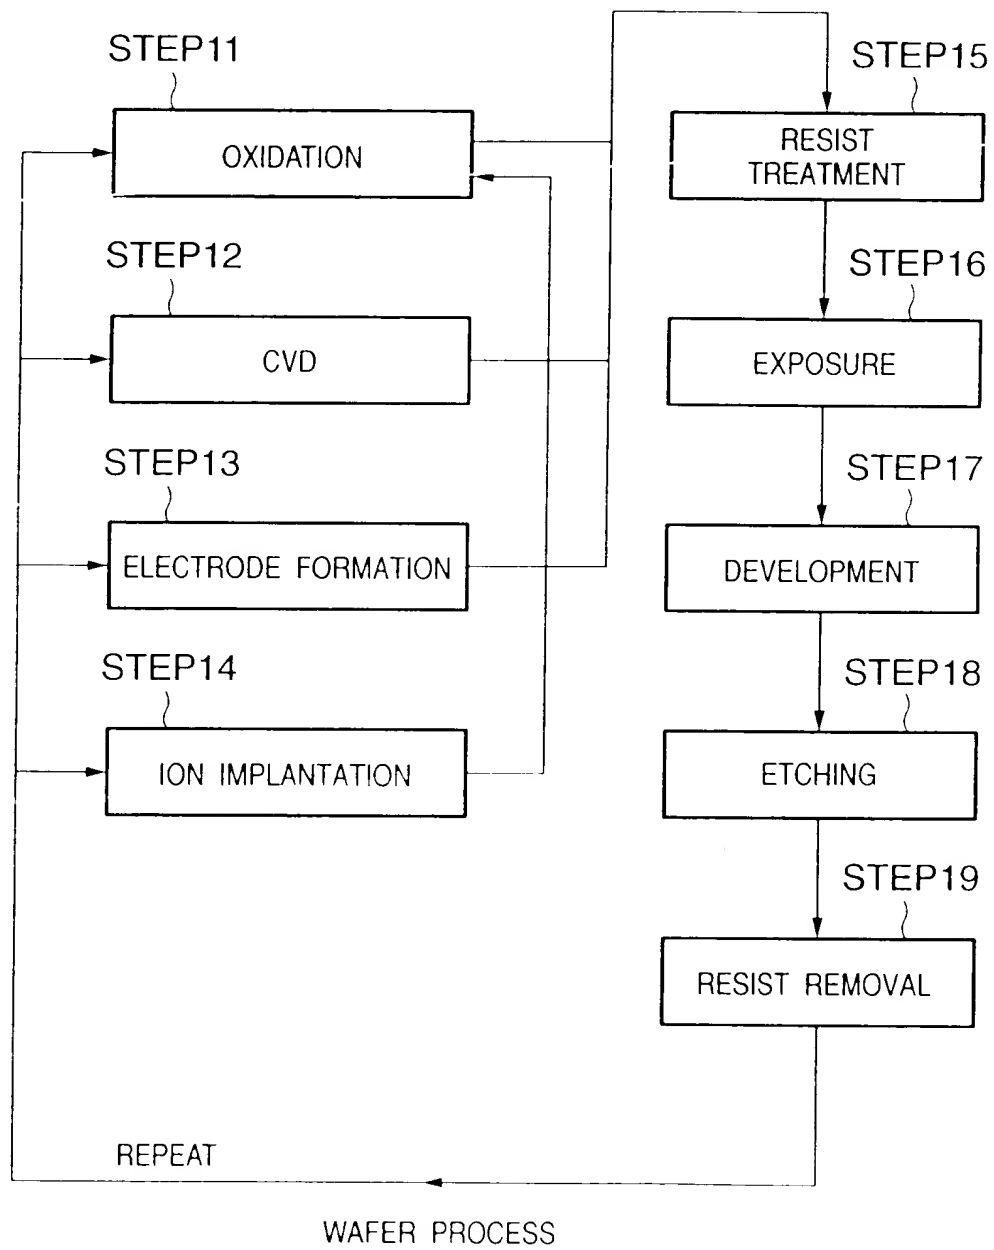 STEP11
OXIDATION
STEP12
CVD
STEP13
ELECTRODE FORMATION
STEP14
ION IMPLANTATION
STEP15
RESIST
TREATMENT
STEP16
EXPOSURE
STEP17
DEVELOPMENT
STEP18
ETCHING
STEP19
RESIST REMOVAL
REPEAT
WAFER PROCESS